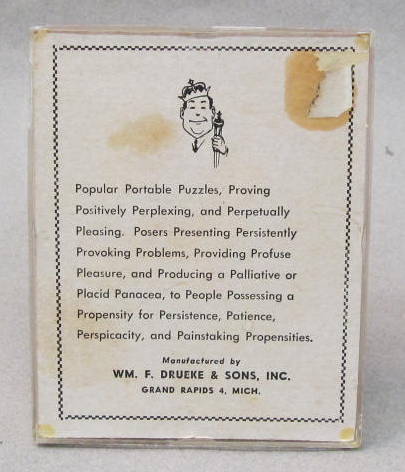 Popular Portable Puzzles, Proving
Positively Perplexing, and Perpetually
Pleasing. Posers Presenting Persistently
Provoking Problems, Providing Profuse
Pleasure, and Producing a Palliative or
Placid Panacea, to People Possessing a
Propensity for Persistence, Patience,
Perspicacity, and Painstaking Propensities.
Manufactured by
WM. F. DRUEKE & SONS, INC.
GRAND RAPIDS 4, MICH.